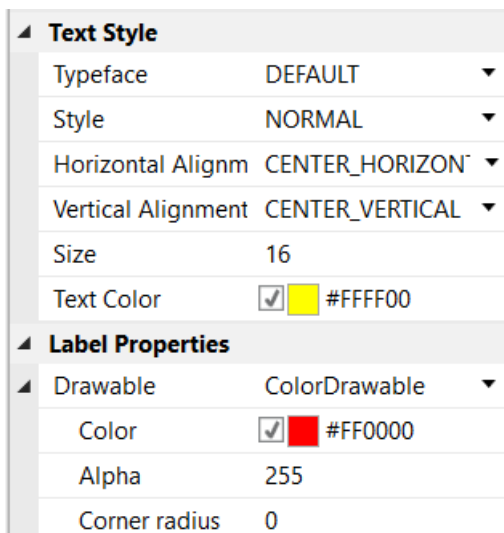 Text Style
Typeface DEFAULT
Style NORMAL
Horizontal Alignm CENTER_HORIZON
Vertical Alignment CENTER_VERTICAL
Size 16
Text Color #FFFF00
Label Properties
Drawable ColorDrawable
Color #FF0000
Alpha 255
Corner radius 0